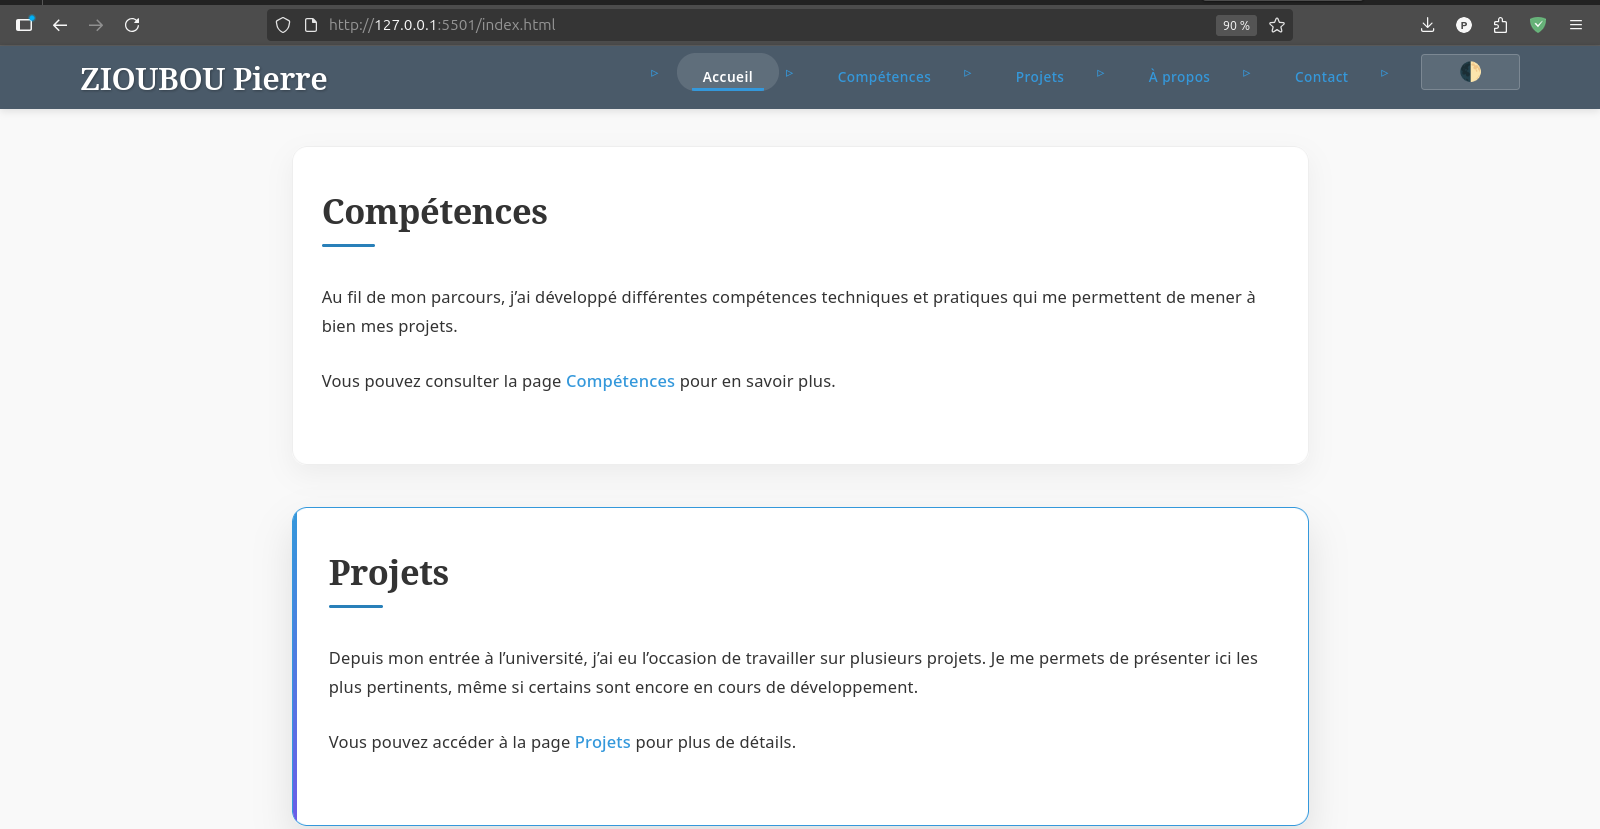 http://127.0.0.1:5501/index.html
90 %
P
ZIOUBOU Pierre
Accueil
Compétences
Projets
À propos
Contact
Compétences
Au fil de mon parcours, j’ai développé différentes compétences techniques et pratiques qui me permettent de mener à
bien mes projets.
Vous pouvez consulter la page Compétences pour en savoir plus.
Projets
Depuis mon entrée à l’université, j’ai eu l’occasion de travailler sur plusieurs projets. Je me permets de présenter ici les
plus pertinents, même si certains sont encore en cours de développement.
Vous pouvez accéder à la page Projets pour plus de détails.